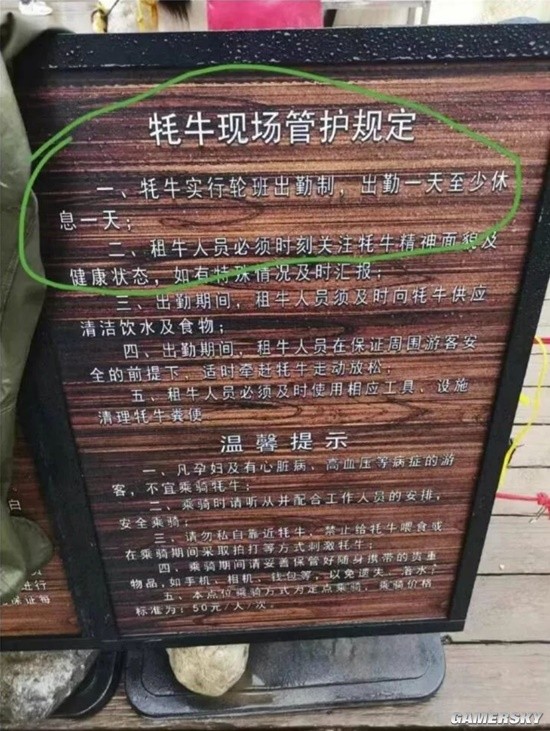 牦牛现场管护规定
一、牦牛实行轮班出勤制，出勤一天至少休
息一天；
二、租牛人员必须时刻关注牦牛精神面貌及
健康状态，如有特殊情况及时汇报；
三、出勤期间，租牛人员须及时向牦牛供应
清洁饮水及食物；
四、出勤期间，租牛人员在保证周围游客安
全的前提下，适时牵赶牦牛走动放松；
五、租牛人员必须及时使用相应工具、设施
清理牦牛粪便
温馨提示
一、凡孕妇及有心脏病、高血压等病症的游
客，不宜乘骑牦牛；
二、乘骑时请听从并配合工作人员的安排，
安全乘骑；
三、请勿私自靠近牦牛、禁止给牦牛喂食或
在乘骑期间采取拍打等方式刺激牦牛；
四、乘骑期间请妥善保管好随身携带的贵重
物品，如手机、相机、钱包等，以免遗失、落水；
五、本点位乘骑方式为定点乘骑，乘骑价格
标准为：50元/人/次。
白
进行
保证每
GAMERSKY